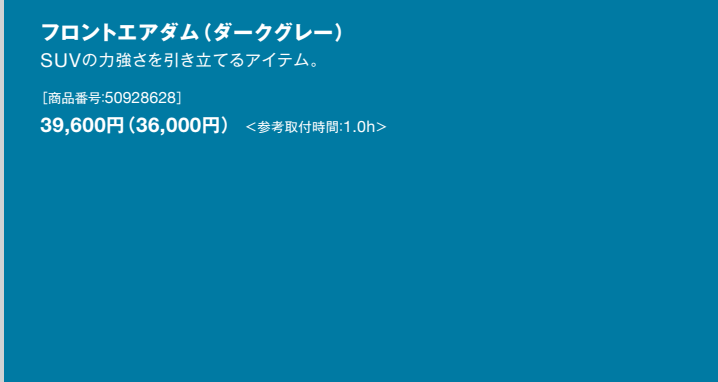 フロントエアダム（ダークグレー）
SUVの力強さを引き立てるアイテム。
［商品番号:50928628］
39,600円（36,000円） ＜参考取付時間:1.0h＞